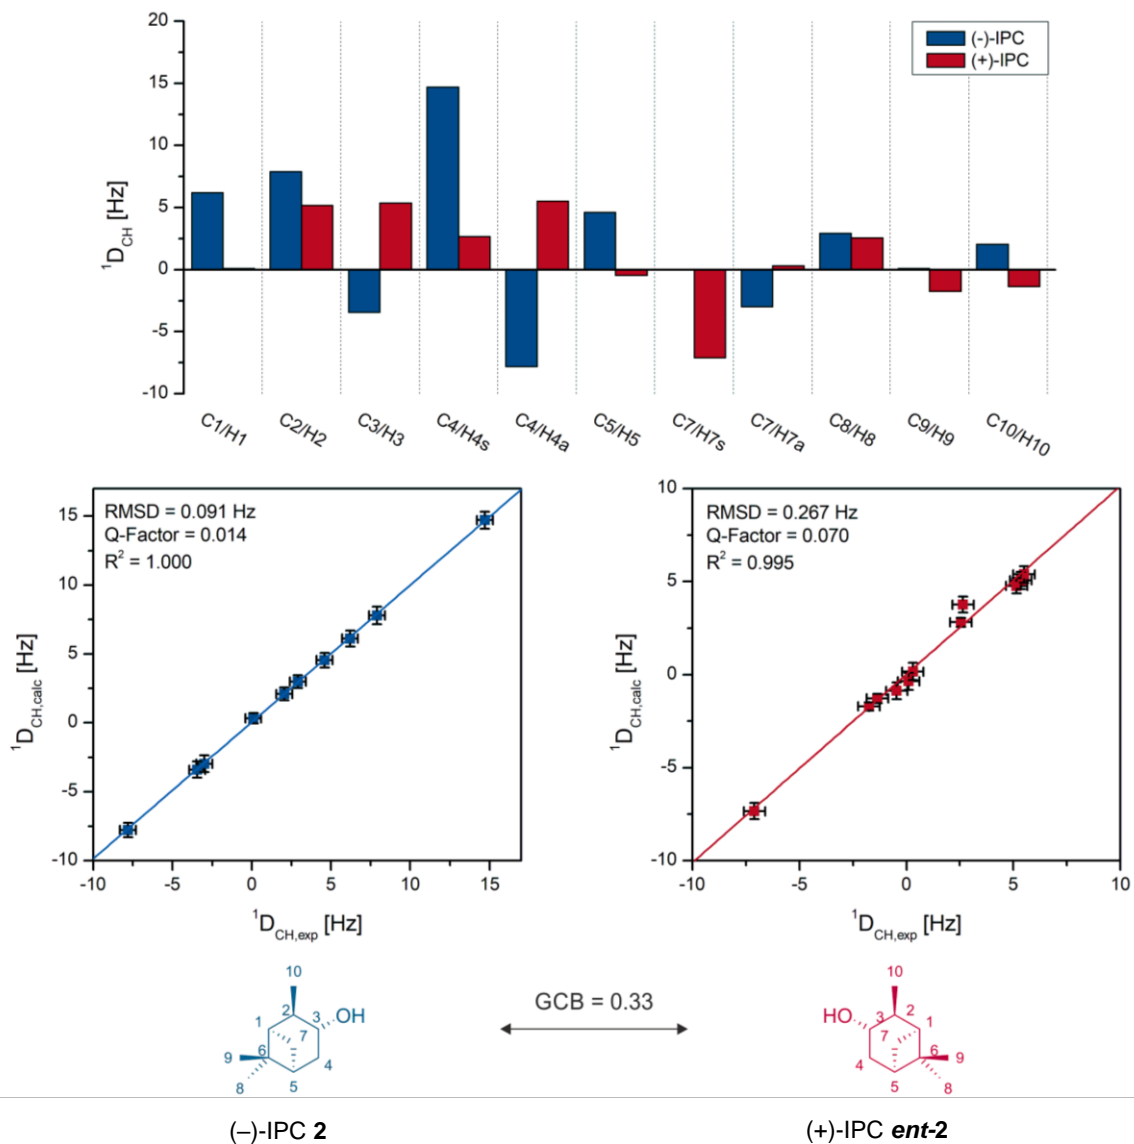 20
15
10
5
0
-5
-10
¹D_CH [Hz]
(-)-IPC
(+)-IPC
C1/H1
C2/H2
C3/H3
C4/H4s
C4/H4a
C5/H5
C7/H7s
C7/H7a
C8/H8
C9/H9
C10/H10
RMSD = 0.091 Hz
Q-Factor = 0.014
R² = 1.000
15
10
5
0
-5
-10
¹D_CH,calc [Hz]
-10
-5
0
5
10
15
¹D_CH,exp [Hz]
RMSD = 0.267 Hz
Q-Factor = 0.070
R² = 0.995
10
5
0
-5
-10
¹D_CH,calc [Hz]
-10
-5
0
5
10
¹D_CH,exp [Hz]
10
2
3
OH
1
7
6
9
4
8
5
GCB = 0.33
10
HO
3
2
1
7
4
6
9
5
8
(–)-IPC 2
(+)-IPC ent-2